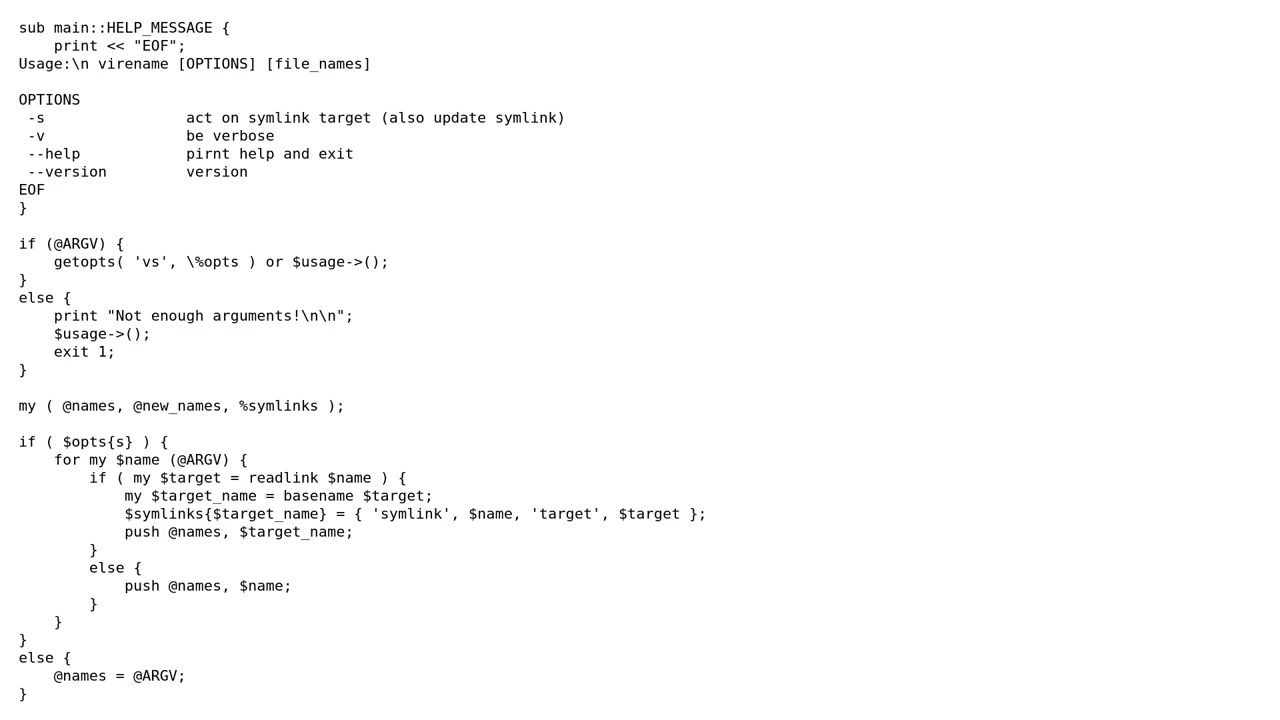 sub main::HELP_MESSAGE {
    print << "EOF";
Usage:\n virename [OPTIONS] [file_names]

OPTIONS
 -s                act on symlink target (also update symlink)
 -v                be verbose
 --help            pirnt help and exit
 --version         version
EOF
}

if (@ARGV) {
    getopts( 'vs', \%opts ) or $usage->();
}
else {
    print "Not enough arguments!\n\n";
    $usage->();
    exit 1;
}

my ( @names, @new_names, %symlinks );

if ( $opts{s} ) {
    for my $name (@ARGV) {
        if ( my $target = readlink $name ) {
            my $target_name = basename $target;
            $symlinks{$target_name} = { 'symlink', $name, 'target', $target };
            push @names, $target_name;
        }
        else {
            push @names, $name;
        }
    }
}
else {
    @names = @ARGV;
}